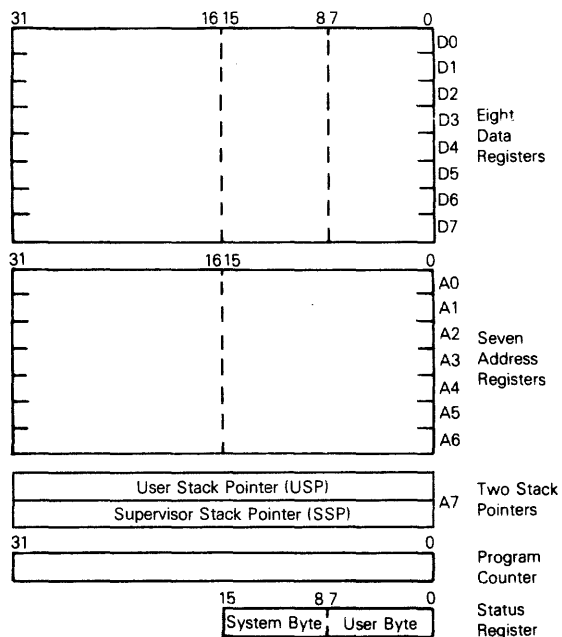 31 16 15 8 7 0
D0
D1
D2
D3
D4
D5
D6
D7
Eight
Data
Registers
31 16 15 0
A0
A1
A2
A3
A4
A5
A6
Seven
Address
Registers
User Stack Pointer (USP)
Supervisor Stack Pointer (SSP)
A7
Two Stack
Pointers
31 0
Program
Counter
15 8 7 0
System Byte User Byte
Status
Register